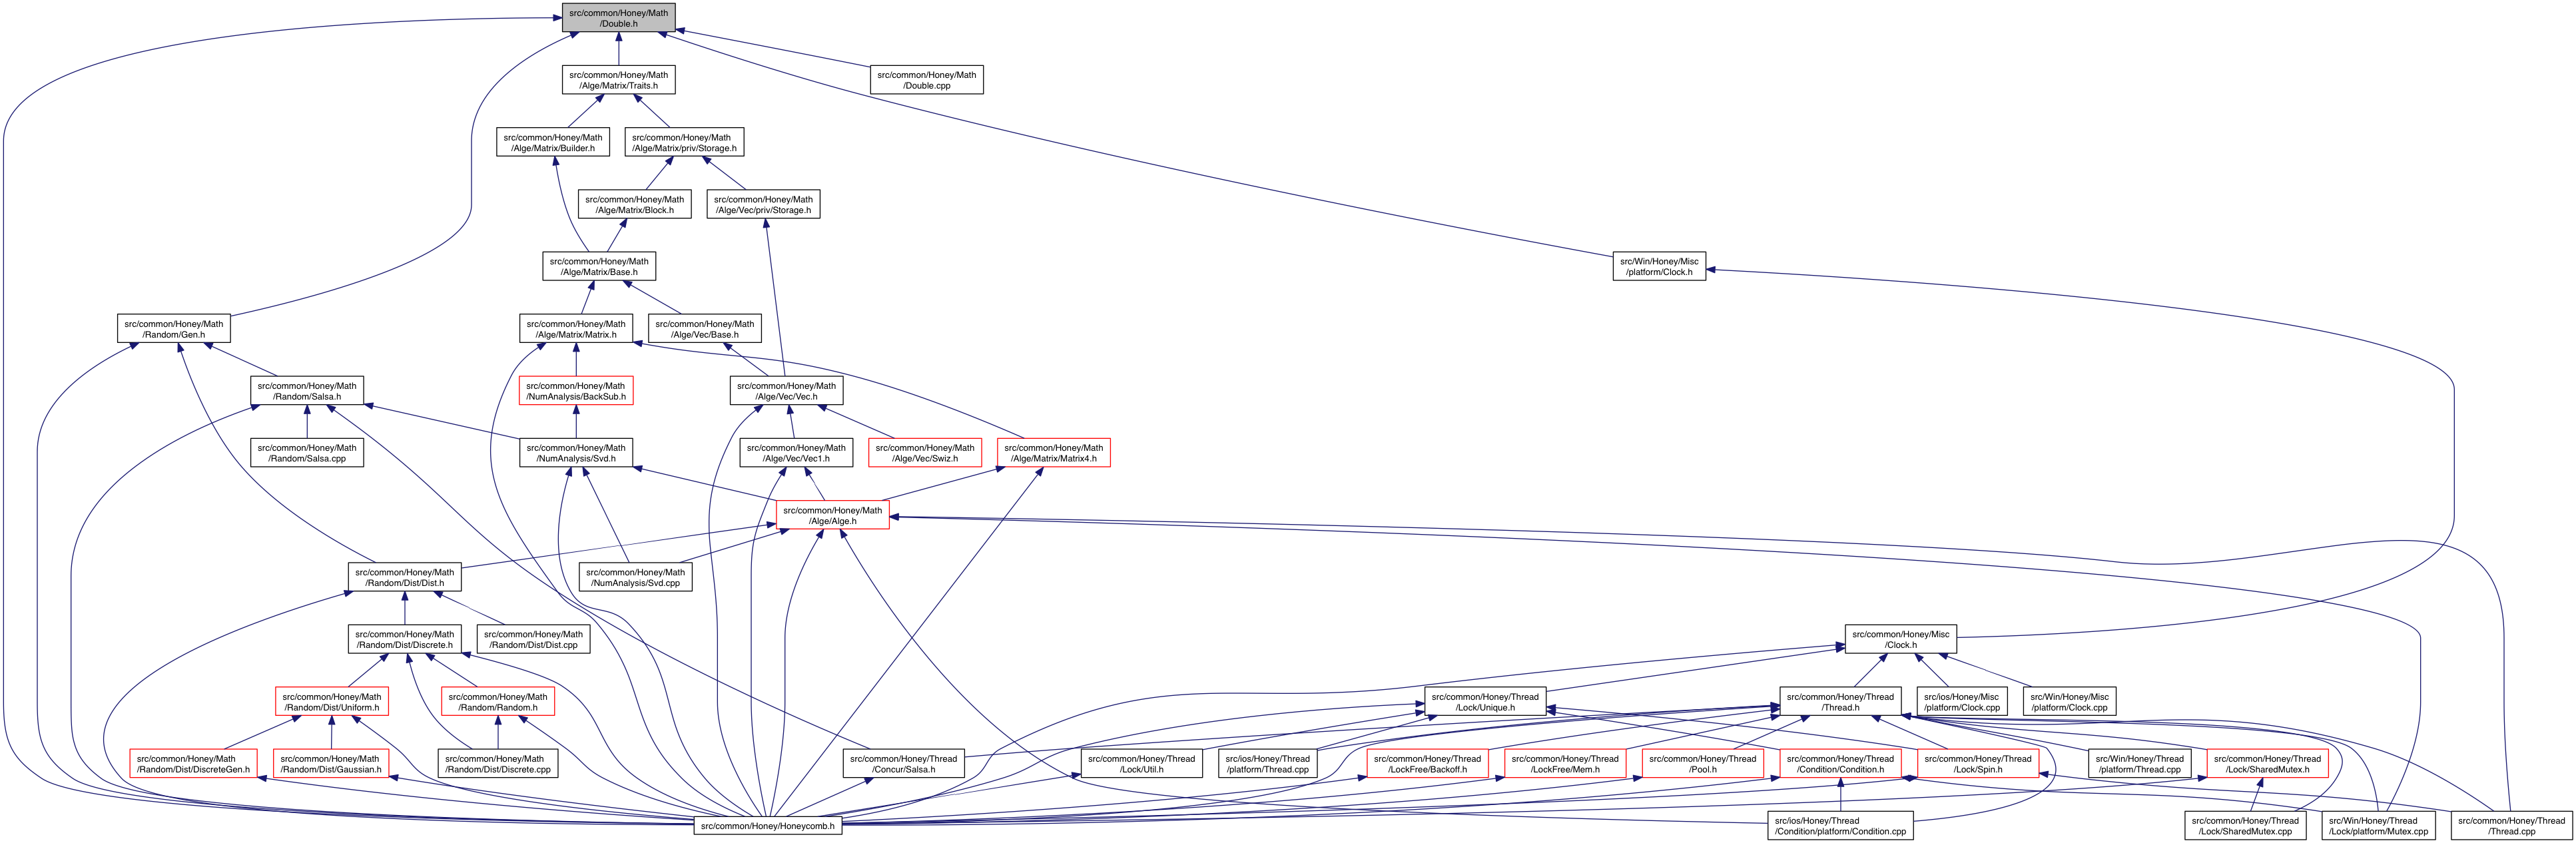 src/common/Honey/Math
/Double.h
src/common/Honey/Math
/Alge/Matrix/Traits.h
src/common/Honey/Math
/Double.cpp
src/common/Honey/Math
/Alge/Matrix/Builder.h
src/common/Honey/Math
/Alge/Matrix/priv/Storage.h
src/common/Honey/Math
/Alge/Matrix/Block.h
src/common/Honey/Math
/Alge/Vec/priv/Storage.h
src/common/Honey/Math
/Alge/Matrix/Base.h
src/Win/Honey/Misc
/platform/Clock.h
src/common/Honey/Math
/Random/Gen.h
src/common/Honey/Math
/Alge/Matrix/Matrix.h
src/common/Honey/Math
/Alge/Vec/Base.h
src/common/Honey/Math
/Random/Salsa.h
src/common/Honey/Math
/NumAnalysis/BackSub.h
src/common/Honey/Math
/Alge/Vec/Vec.h
src/common/Honey/Math
/Random/Salsa.cpp
src/common/Honey/Math
/NumAnalysis/Svd.h
src/common/Honey/Math
/Alge/Vec/Vec1.h
src/common/Honey/Math
/Alge/Vec/Swiz.h
src/common/Honey/Math
/Alge/Matrix/Matrix4.h
src/common/Honey/Math
/Alge/Alge.h
src/common/Honey/Math
/Random/Dist/Dist.h
src/common/Honey/Math
/NumAnalysis/Svd.cpp
src/common/Honey/Math
/Random/Dist/Discrete.h
src/common/Honey/Math
/Random/Dist/Dist.cpp
src/common/Honey/Misc
/Clock.h
src/common/Honey/Math
/Random/Dist/Uniform.h
src/common/Honey/Math
/Random/Random.h
src/common/Honey/Thread
/Lock/Unique.h
src/common/Honey/Thread
/Thread.h
src/ios/Honey/Misc
/platform/Clock.cpp
src/Win/Honey/Misc
/platform/Clock.cpp
src/common/Honey/Math
/Random/Dist/DiscreteGen.h
src/common/Honey/Math
/Random/Dist/Gaussian.h
src/common/Honey/Math
/Random/Dist/Discrete.cpp
src/common/Honey/Thread
/Concur/Salsa.h
src/common/Honey/Thread
/Lock/Util.h
src/ios/Honey/Thread
/platform/Thread.cpp
src/common/Honey/Thread
/LockFree/Backoff.h
src/common/Honey/Thread
/LockFree/Mem.h
src/common/Honey/Thread
/Pool.h
src/common/Honey/Thread
/Condition/Condition.h
src/common/Honey/Thread
/Lock/Spin.h
src/Win/Honey/Thread
/platform/Thread.cpp
src/common/Honey/Thread
/Lock/SharedMutex.h
src/common/Honey/Honeycomb.h
src/ios/Honey/Thread
/Condition/platform/Condition.cpp
src/common/Honey/Thread
/Lock/SharedMutex.cpp
src/Win/Honey/Thread
/Lock/platform/Mutex.cpp
src/common/Honey/Thread
/Thread.cpp